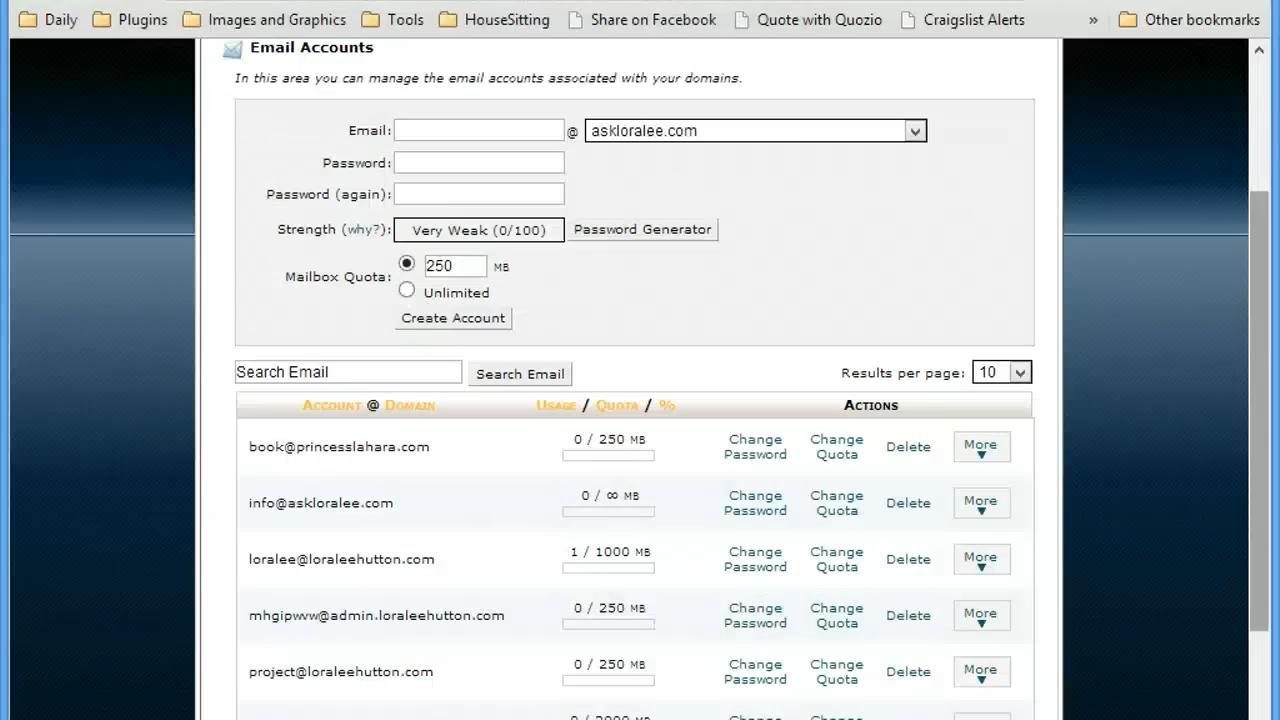 Daily Plugins Images and Graphics Tools HouseSitting Share on Facebook Quote with Quozio Craigslist Alerts » Other bookmarks
Email Accounts
In this area you can manage the email accounts associated with your domains.
Email: @ askloralee.com
Password:
Password (again):
Strength (why?): Very Weak (0/100) Password Generator
Mailbox Quota: 250 MB
Unlimited
Create Account
Search Email Search Email Results per page: 10
Account @ Domain Usage / Quota / % Actions
book@princesslahara.com 0 / 250 MB Change Password Change Quota Delete More
info@askloralee.com 0 / ∞ MB Change Password Change Quota Delete More
loralee@loraleehutton.com 1 / 1000 MB Change Password Change Quota Delete More
mhgipww@admin.loraleehutton.com 0 / 250 MB Change Password Change Quota Delete More
project@loraleehutton.com 0 / 250 MB Change Password Change Quota Delete More